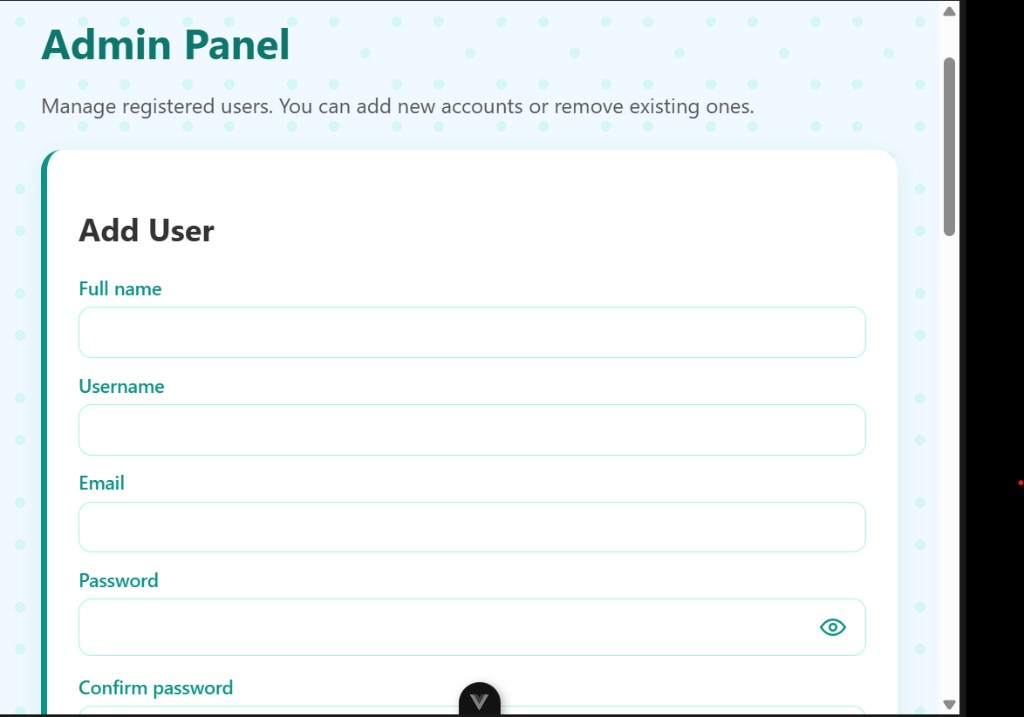 Admin Panel
Manage registered users. You can add new accounts or remove existing ones.
Add User
Full name
Username
Email
Password
Confirm password